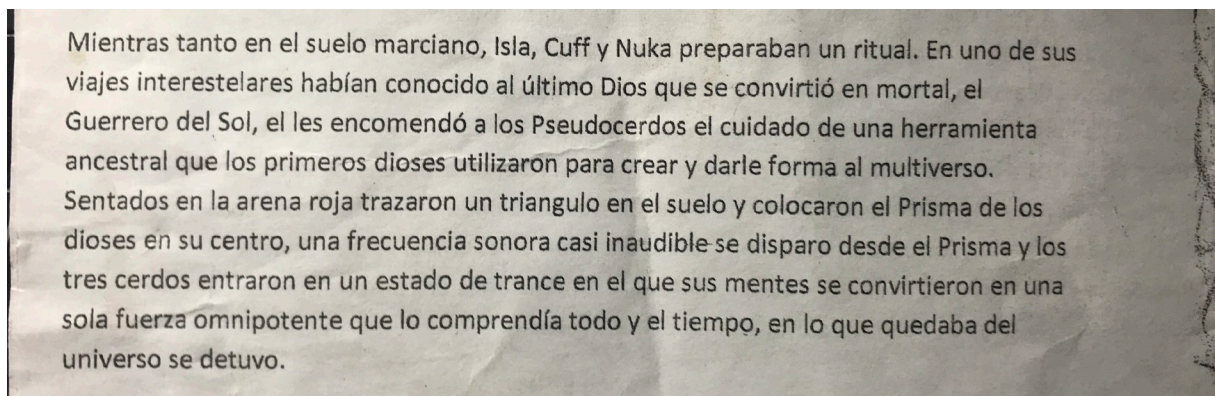 Mientras tanto en el suelo marciano, Isla, Cuff y Nuka preparaban un ritual. En uno de sus
viajes interestelares habían conocido al último Dios que se convirtió en mortal, el
Guerrero del Sol, el les encomendó a los Pseudocerdos el cuidado de una herramienta
ancestral que los primeros dioses utilizaron para crear y darle forma al multiverso.
Sentados en la arena roja trazaron un triangulo en el suelo y colocaron el Prisma de los
dioses en su centro, una frecuencia sonora casi inaudible se disparo desde el Prisma y los
tres cerdos entraron en un estado de trance en el que sus mentes se convirtieron en una
sola fuerza omnipotente que lo comprendía todo y el tiempo, en lo que quedaba del
universo se detuvo.